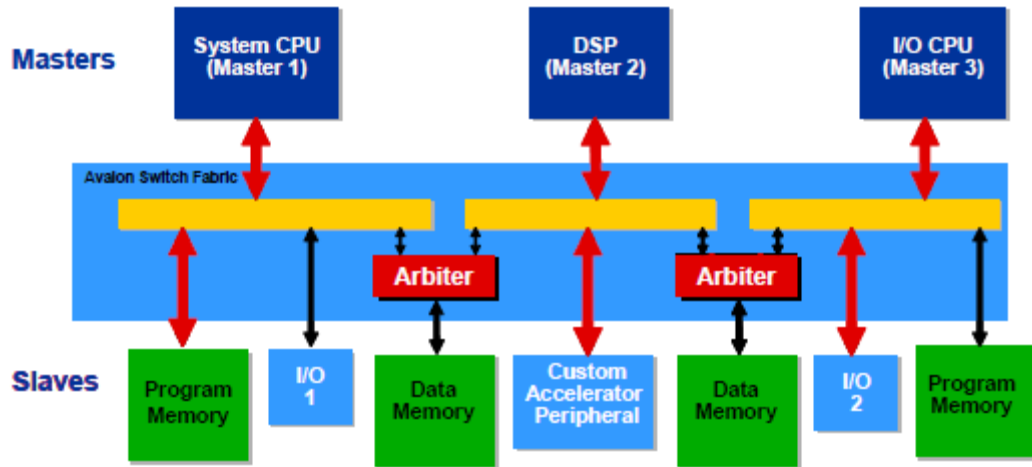 Masters
System CPU
(Master 1)
DSP
(Master 2)
I/O CPU
(Master 3)
Avalon Switch Fabric
Arbiter
Arbiter
Slaves
Program
Memory
I/O
1
Data
Memory
Custom
Accelerator
Peripheral
Data
Memory
I/O
2
Program
Memory